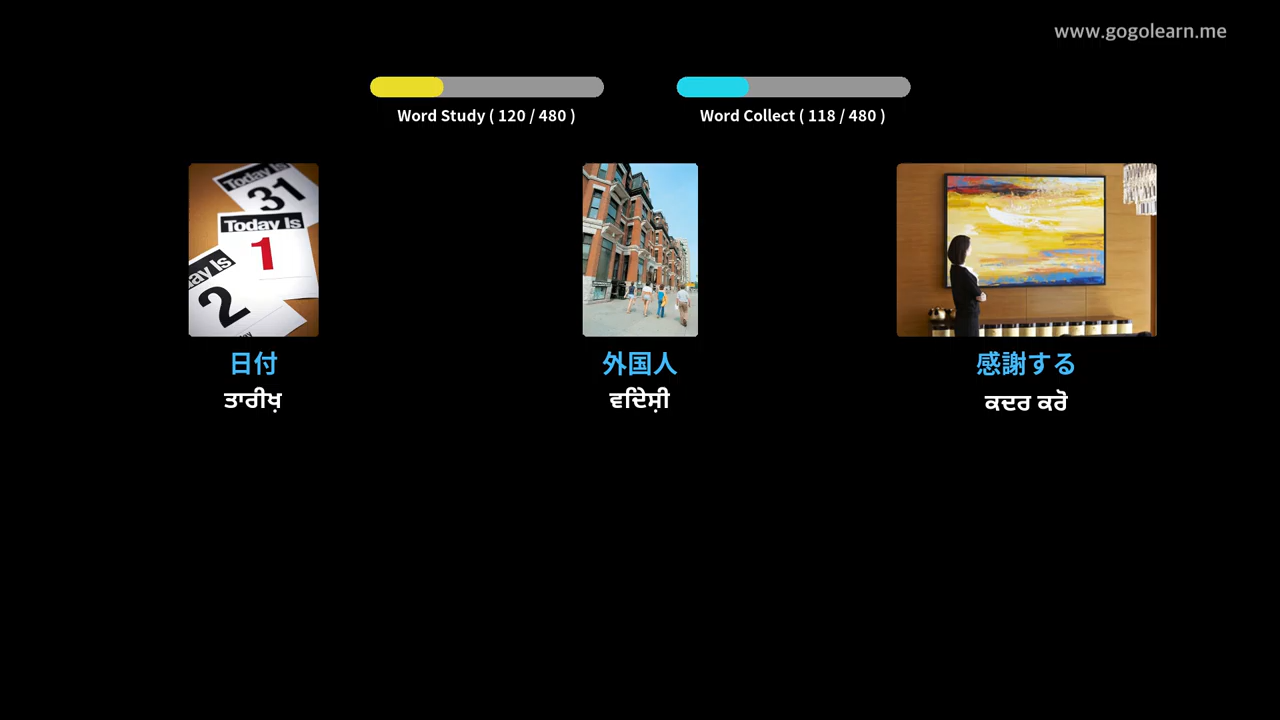 www.gogolearn.me
Word Study ( 120 / 480 )
Word Collect ( 118 / 480 )
Today Is
31
Today Is
1
ay Is
2
日付
外国人
感謝する
ਤਾਰੀਖ਼
ਵਿਦੇਸ਼ੀ
ਕਦਰ ਕਰੋ